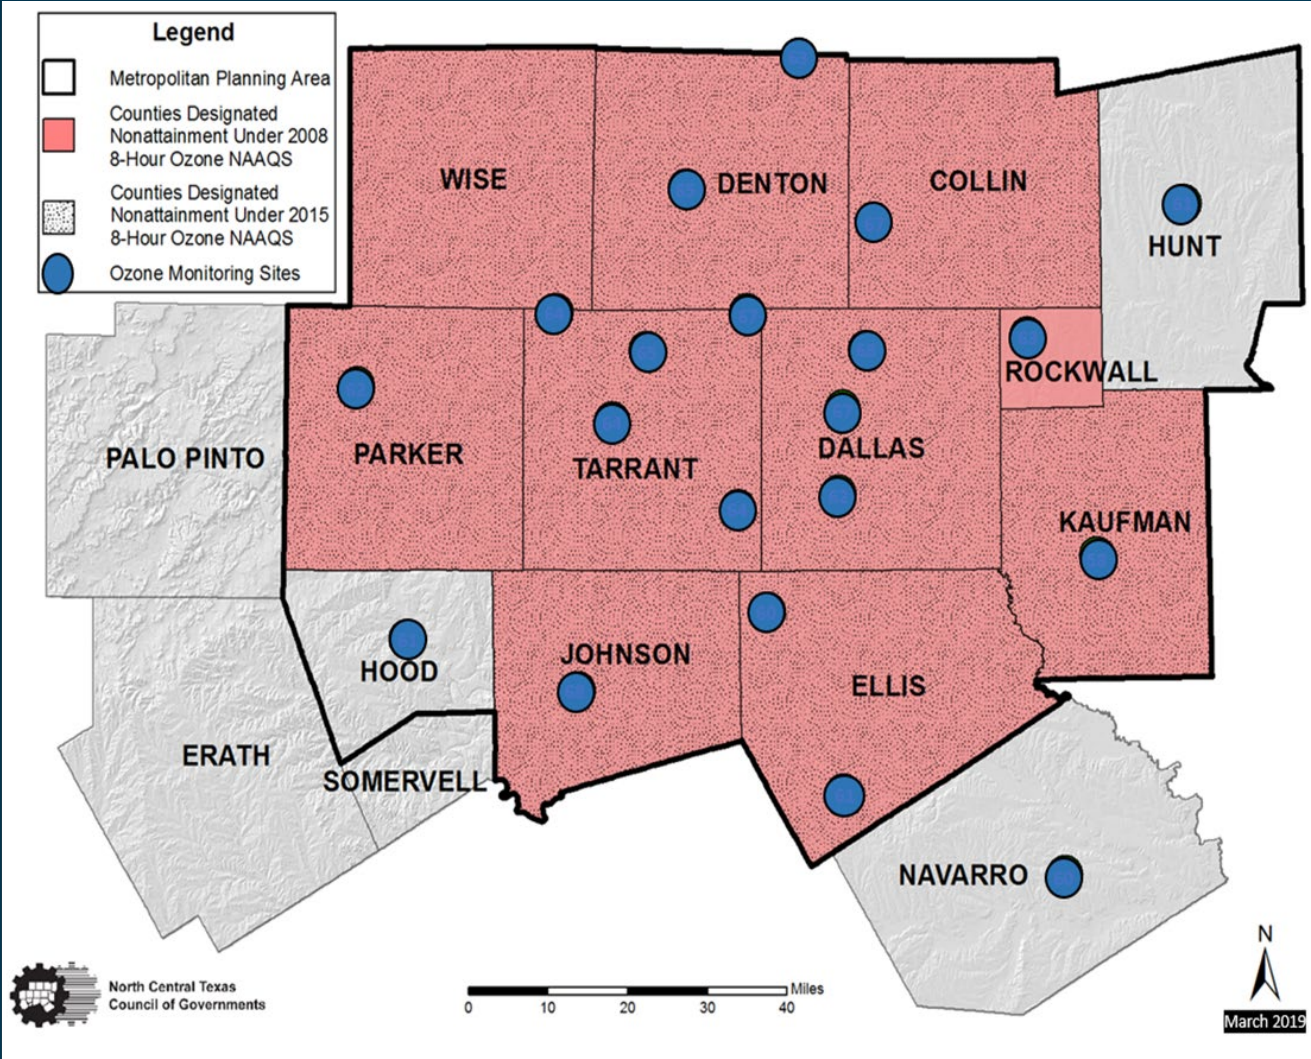 Legend
Metropolitan Planning Area
Counties Designated
Nonattainment Under 2008
8-Hour Ozone NAAQS
Counties Designated
Nonattainment Under 2015
8-Hour Ozone NAAQS
Ozone Monitoring Sites
WISE
DENTON
COLLIN
HUNT
PALO PINTO
PARKER
TARRANT
DALLAS
ROCKWALL
KAUFMAN
HOOD
JOHNSON
ELLIS
ERATH
SOMERVELL
NAVARRO
North Central Texas
Council of Governments
Miles
0 10 20 30 40
N
March 2019